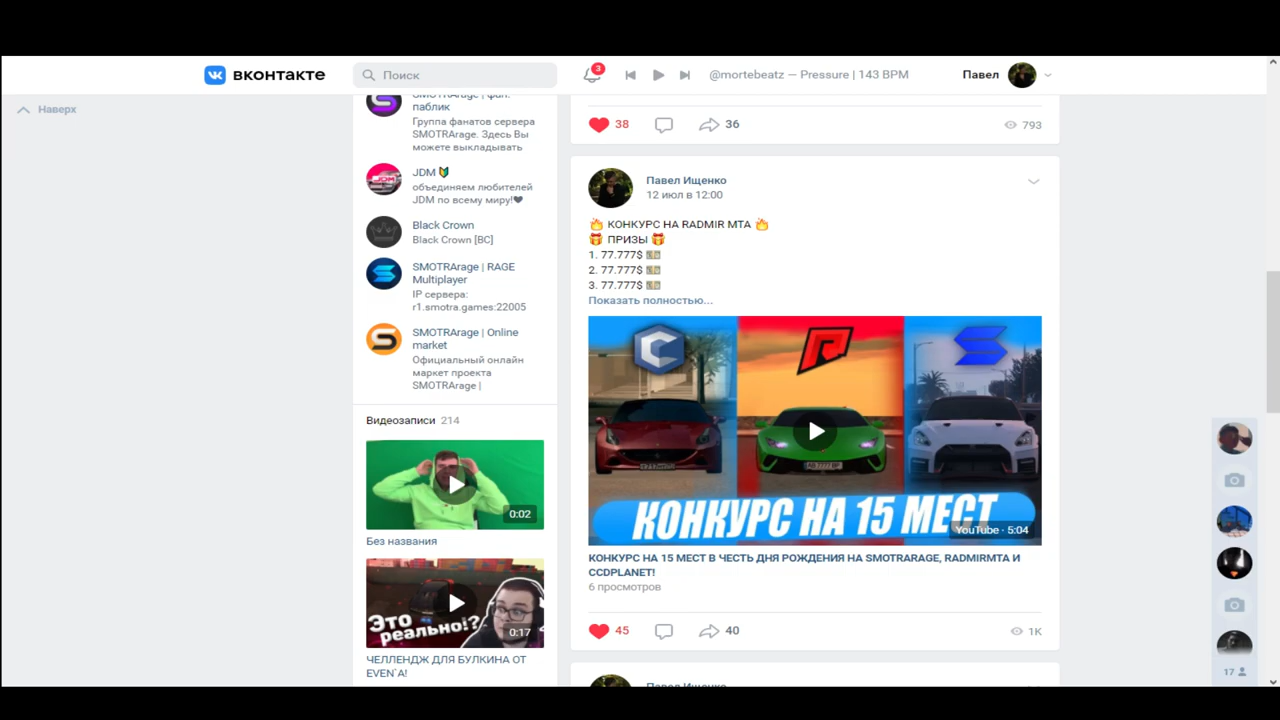 вконтакте
Поиск
3
@mortebeatz — Pressure | 143 BPM
Павел
Наверх
SMOTRArage | фан.
паблик
Группа фанатов сервера
SMOTRArage. Здесь Вы
можете выкладывать
JDM
объединяем любителей
JDM по всему миру!
Black Crown
Black Crown [BC]
SMOTRArage | RAGE
Multiplayer
IP сервера:
r1.smotra.games:22005
SMOTRArage | Online
market
Официальный онлайн
маркет проекта
SMOTRArage |
Видеозаписи 214
0:02
Без названия
Это
реально!?
0:17
ЧЕЛЛЕНДЖ ДЛЯ БУЛКИНА ОТ
EVEN`A!
38
36
793
Павел Ищенко
12 июл в 12:00
КОНКУРС НА RADMIR MTA
ПРИЗЫ
1. 77.777$
2. 77.777$
3. 77.777$
Показать полностью...
КОНКУРС НА 15 МЕСТ
YouTube · 5:04
КОНКУРС НА 15 МЕСТ В ЧЕСТЬ ДНЯ РОЖДЕНИЯ НА SMOTRARAGE, RADMIRMTA И
CCDPLANET!
6 просмотров
45
40
1K
Павел Ищенко
17